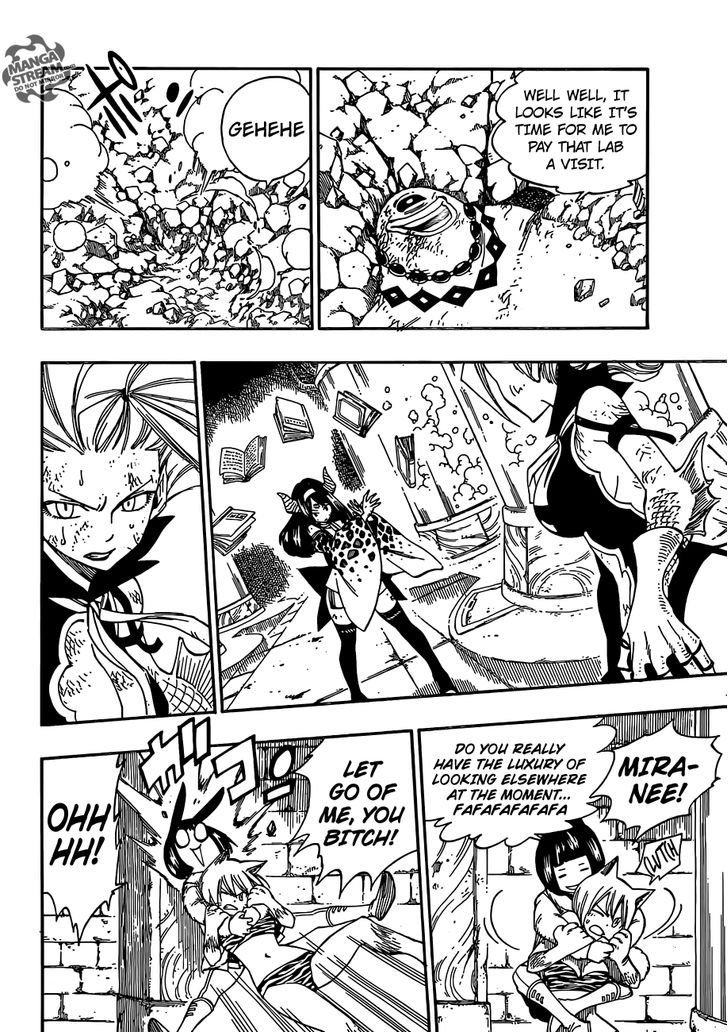 MANGA
STREAM
DO NOT MIRROR
WELL WELL, IT
LOOKS LIKE IT'S
TIME FOR ME TO
PAY THAT LAB
A VISIT.
GEHEHE
MIRA-
NEE!
DO YOU REALLY
HAVE THE LUXURY OF
LOOKING ELSEWHERE
AT THE MOMENT...
FAFAFAFAFAFA
CLUTCH
LET
GO OF
ME, YOU
BITCH!
OHH
HH!